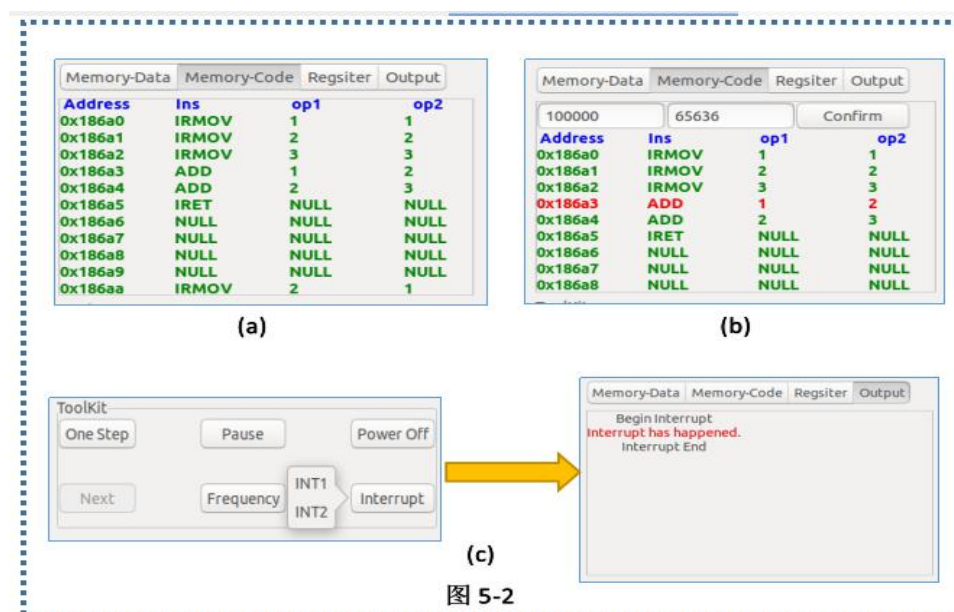 Memory-Data Memory-Code Regsiter Output
Address Ins op1 op2
0x186a0 IRMOV 1 1
0x186a1 IRMOV 2 2
0x186a2 IRMOV 3 3
0x186a3 ADD 1 2
0x186a4 ADD 2 3
0x186a5 IRET NULL NULL
0x186a6 NULL NULL NULL
0x186a7 NULL NULL NULL
0x186a8 NULL NULL NULL
0x186a9 NULL NULL NULL
0x186aa IRMOV 2 1
(a)
Memory-Data Memory-Code Regsiter Output
100000 65636 Confirm
Address Ins op1 op2
0x186a0 IRMOV 1 1
0x186a1 IRMOV 2 2
0x186a2 IRMOV 3 3
0x186a3 ADD 1 2
0x186a4 ADD 2 3
0x186a5 IRET NULL NULL
0x186a6 NULL NULL NULL
0x186a7 NULL NULL NULL
0x186a8 NULL NULL NULL
(b)
ToolKit
One Step Pause Power Off
INT1
Next Frequency Interrupt
INT2
Memory-Data Memory-Code Regsiter Output
Begin Interrupt
Interrupt has happened.
Interrupt End
(c)
图 5-2